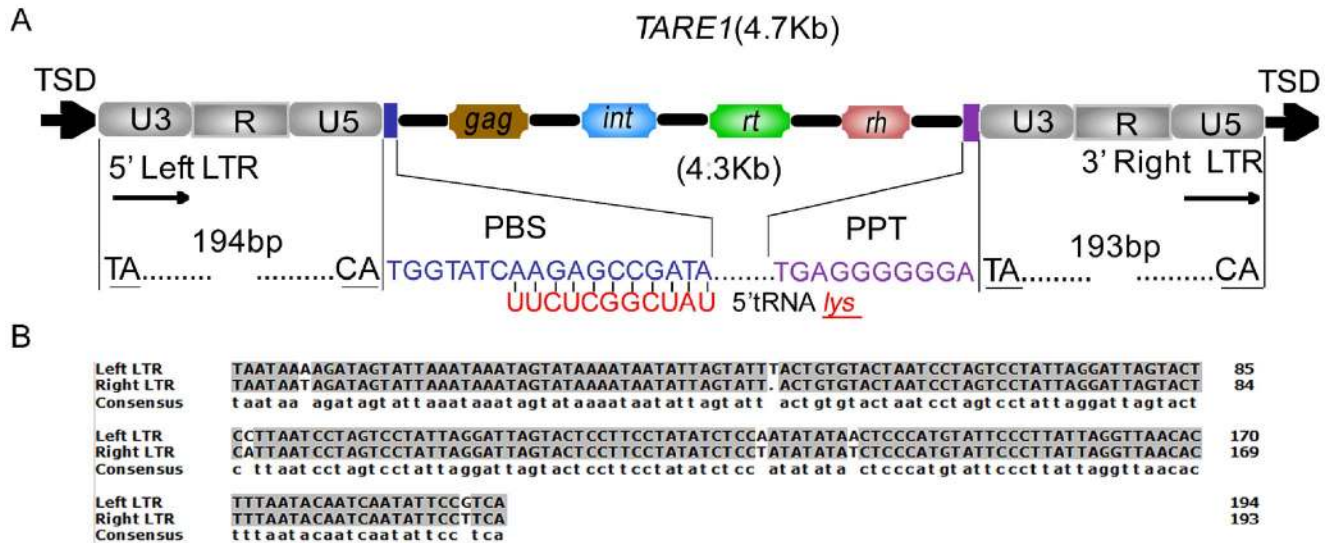 A
TARE1(4.7Kb)
TSD
TSD
U3 R U5 gag int rt rh U3 R U5
5' Left LTR (4.3Kb) 3' Right LTR
194bp PBS PPT 193bp
TA.........  ..........CA TGGTATCAAGAGCCGATA........TGAGGGGGGA TA.........  ..........CA
UUCUCGGCUAU 5'tRNA lys
B
Left LTR TAATAAAAGATAGTATTAAATAAATAGTATAAAATAATATTAGTATTTACTGTGTACTAATCCTAGTCCTATTAGGATTAGTACT 85
Right LTR TAATAATAGATAGTATTAAATAAATAGTATAAAATAATATTAGTATT.ACTGTGTACTAATCCTAGTCCTATTAGGATTAGTACT 84
Consensus taataa agatagtattaaataaatagtataaaataatattagtatt actgtgtactaatcctagtcctattaggattagtact
Left LTR CCTTAATCCTAGTCCTATTAGGATTAGTACTCCTTCCTATATCTCCAATATATAACTCCCATGTATTCCCTTATTAGGTTAACAC 170
Right LTR CATTAATCCTAGTCCTATTAGGATTAGTACTCCTTCCTATATCTCCTATATATATCTCCCATGTATTCCCTTATTAGGTTAACAC 169
Consensus c ttaatcctagtcctattaggattagtactccttcctatatctcc atatata ctcccatgtattcccttattaggttaacac
Left LTR TTTAATACAATCAATATTCCGTCA 194
Right LTR TTTAATACAATCAATATTCCTTCA 193
Consensus tttaatacaatcaatattcc tca